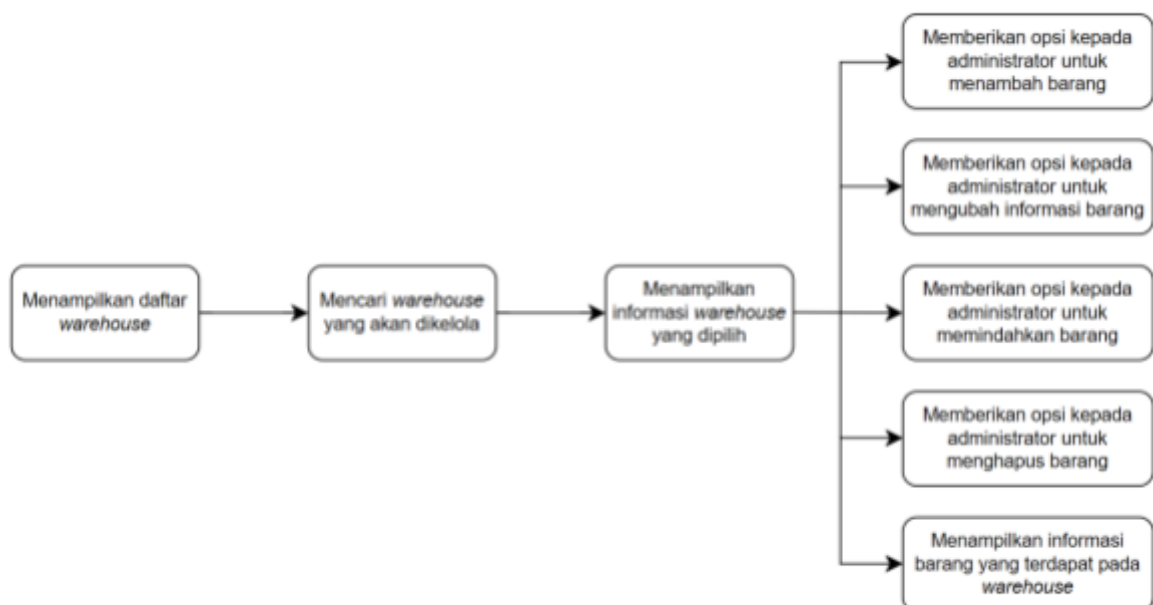 Menampilkan daftar
warehouse
Mencari warehouse
yang akan dikelola
Menampilkan
informasi warehouse
yang dipilih
Memberikan opsi kepada
administrator untuk
menambah barang
Memberikan opsi kepada
administrator untuk
mengubah informasi barang
Memberikan opsi kepada
administrator untuk
memindahkan barang
Memberikan opsi kepada
administrator untuk
menghapus barang
Menampilkan informasi
barang yang terdapat pada
warehouse